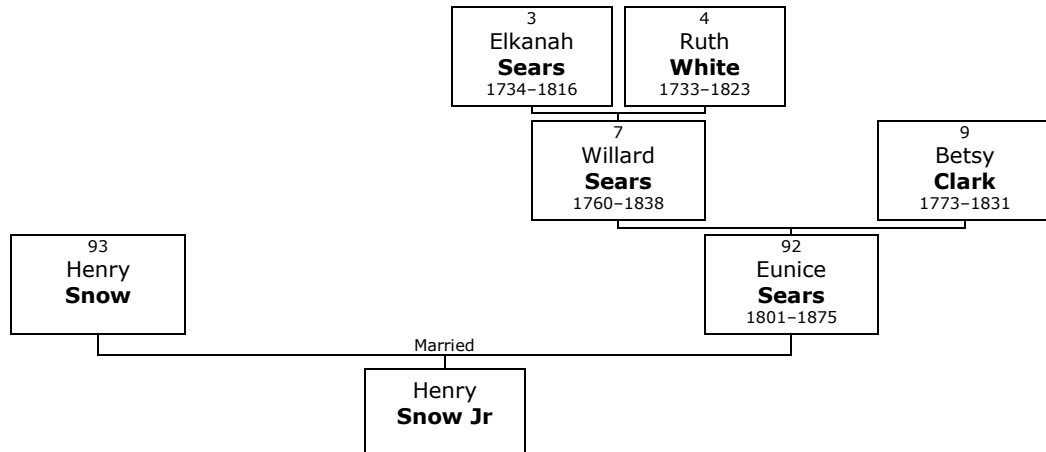 3
Elkanah
Sears
1734–1816
4
Ruth
White
1733–1823
7
Willard
Sears
1760–1838
9
Betsy
Clark
1773–1831
93
Henry
Snow
92
Eunice
Sears
1801–1875
Married
Henry
Snow Jr